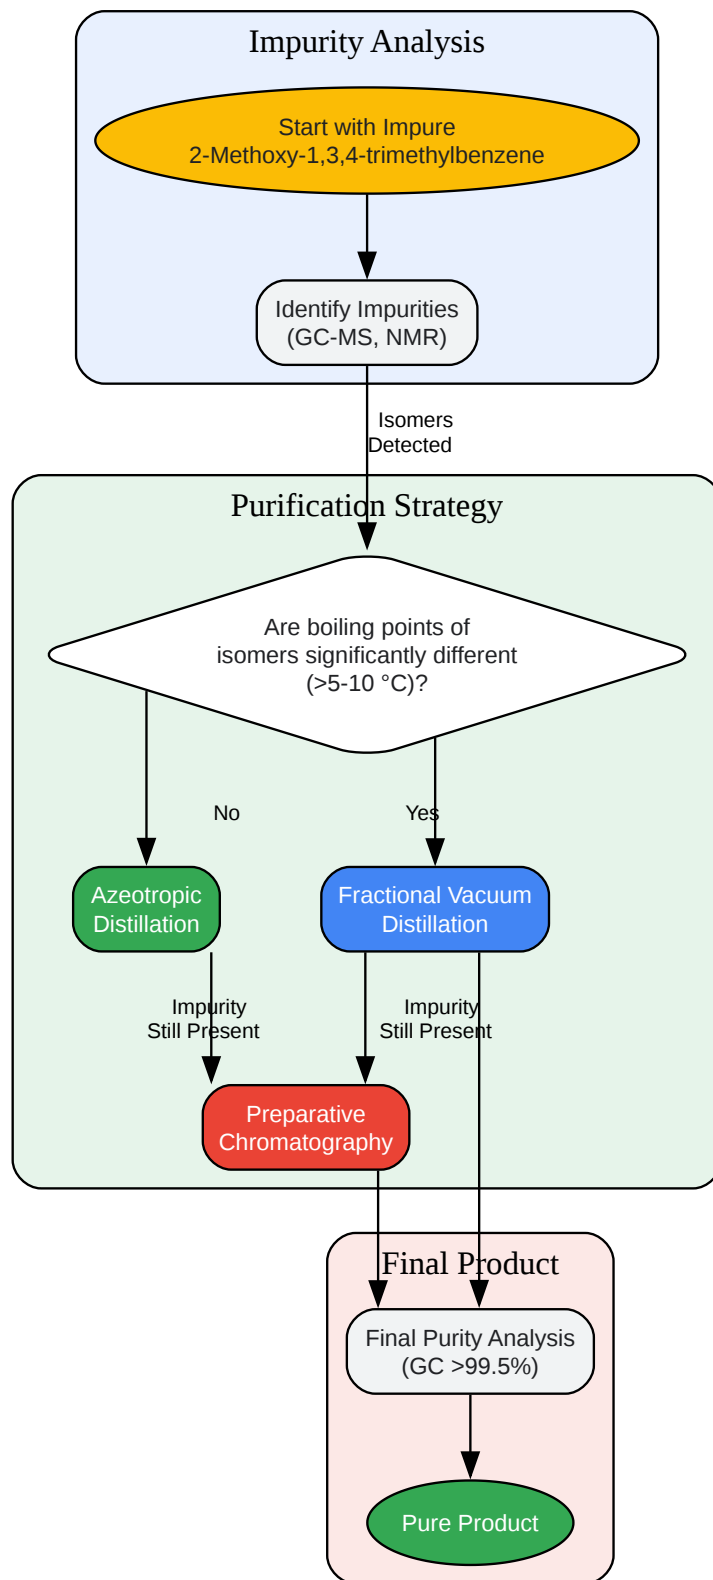 Impurity Analysis
Start with Impure
2-Methoxy-1,3,4-trimethylbenzene
Identify Impurities
(GC-MS, NMR)
Isomers
Detected
Purification Strategy
Are boiling points of
isomers significantly different
(>5-10 °C)?
No
Yes
Azeotropic
Distillation
Fractional Vacuum
Distillation
Impurity
Still Present
Impurity
Still Present
Preparative
Chromatography
Final Product
Final Purity Analysis
(GC >99.5%)
Pure Product